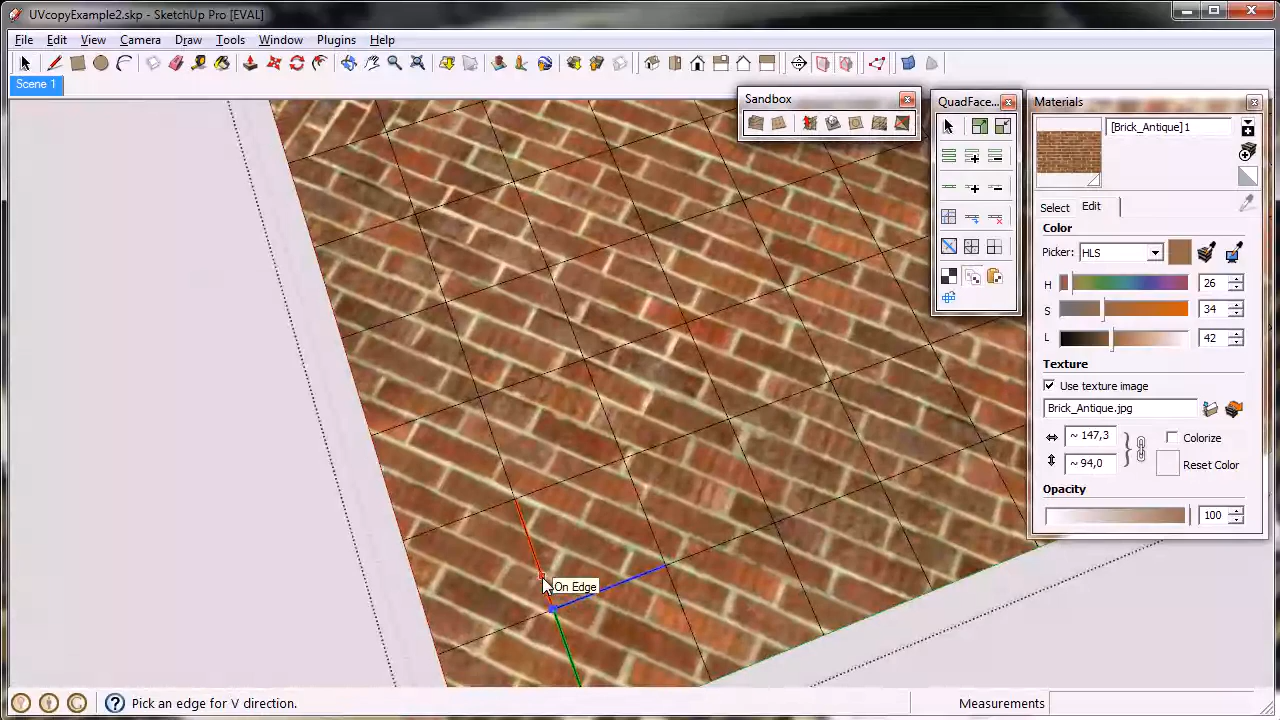 UVcopyExample2.skp - SketchUp Pro [EVAL]
File Edit View Camera Draw Tools Window Plugins Help
Scene 1
Sandbox
QuadFace...
Materials
[Brick_Antique]1
Select Edit
Color
Picker: HLS
H 26
S 34
L 42
Texture
Use texture image
Brick_Antique.jpg
~ 147,3
Colorize
~ 94,0
Reset Color
Opacity
100
On Edge
Pick an edge for V direction.
Measurements